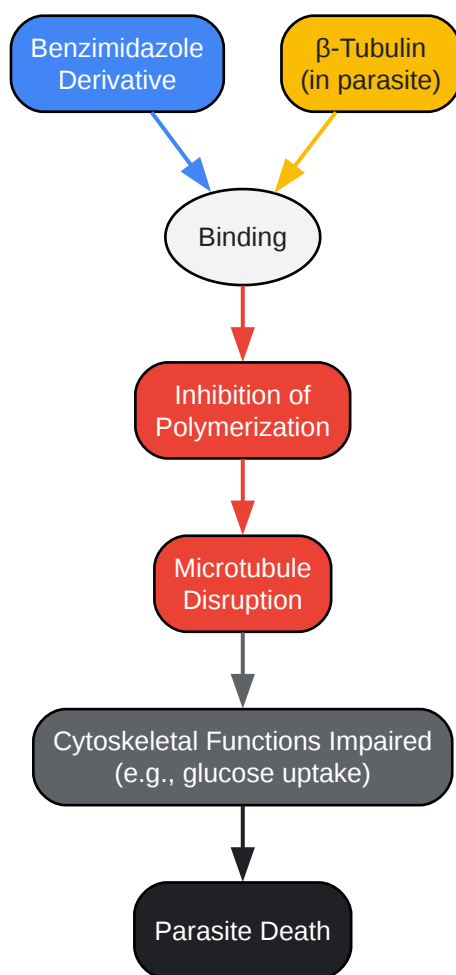 Benzimidazole
Derivative
β-Tubulin
(in parasite)
Binding
Inhibition of
Polymerization
Microtubule
Disruption
Cytoskeletal Functions Impaired
(e.g., glucose uptake)
Parasite Death